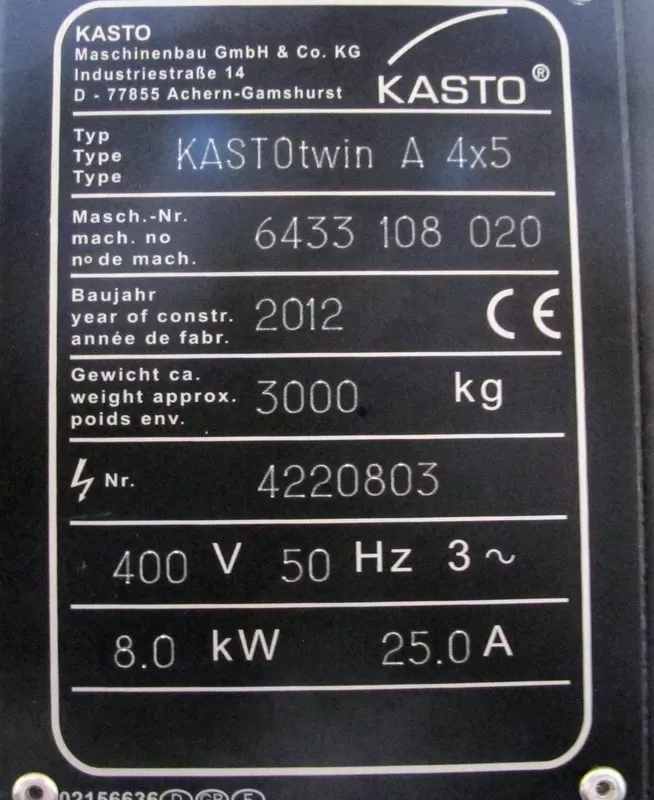 KASTO
Maschinenbau GmbH & Co. KG
Industriestraße 14
D - 77855 Achern-Gamshurst
KASTO®
Typ
Type
Type
KASTOtwin A 4x5
Masch.-Nr.
mach. no
nº de mach.
6433 108 020
Baujahr
year of constr.
année de fabr.
2012
CE
Gewicht ca.
weight approx.
poids env.
3000 kg
Nr. 4220803
400 V 50 Hz 3 ~
8.0 kW 25.0 A
D GB F